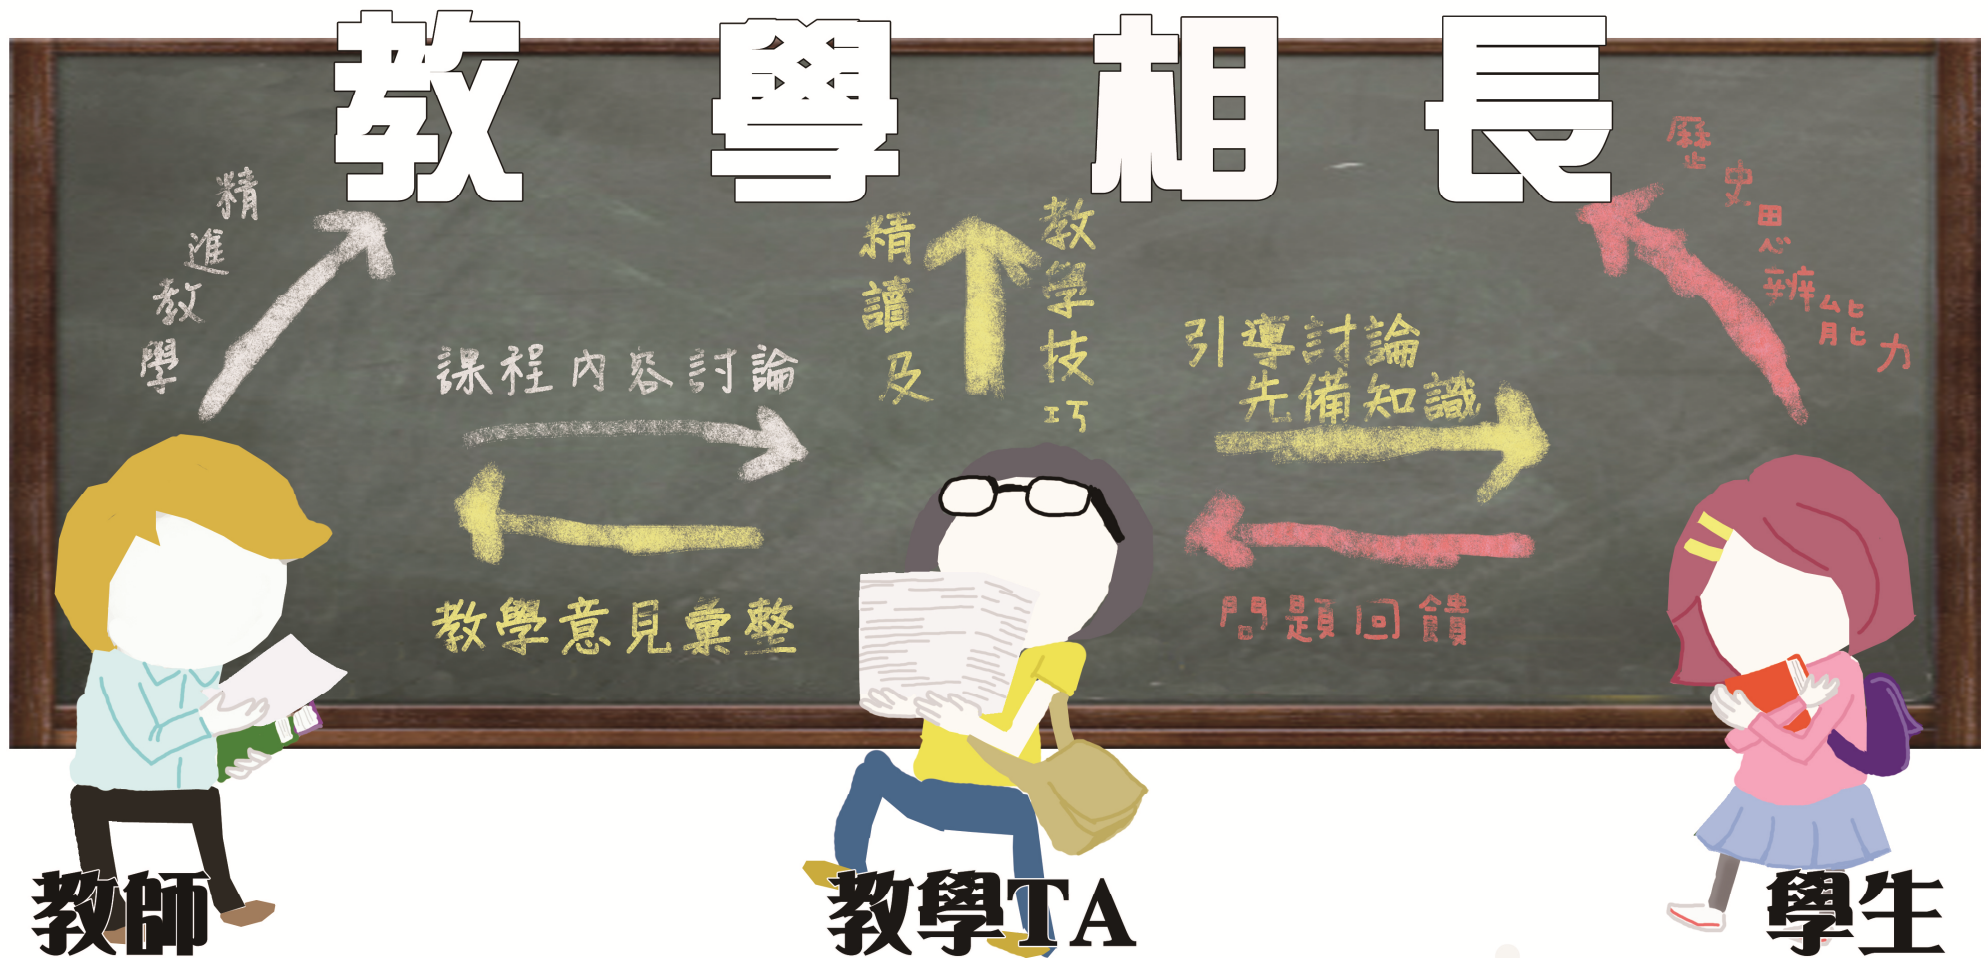 教學相長
精進教學
課程內容討論
教學意見彙整
精讀及
教學技巧
引導討論
先備知識
問題回饋
歷史思辨能力
教師
教學TA
學生